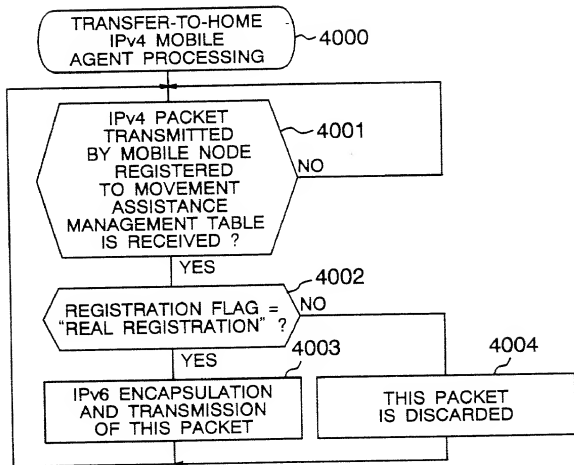 TRANSFER-TO-HOME
IPv4 MOBILE
AGENT PROCESSING
4000
IPv4 PACKET
TRANSMITTED
BY MOBILE NODE
REGISTERED
TO MOVEMENT
ASSISTANCE
MANAGEMENT TABLE
IS RECEIVED ?
4001
NO
YES
4002
REGISTRATION FLAG =
"REAL REGISTRATION" ?
NO
YES
4003
4004
IPv6 ENCAPSULATION
AND TRANSMISSION
OF THIS PACKET
THIS PACKET
IS DISCARDED